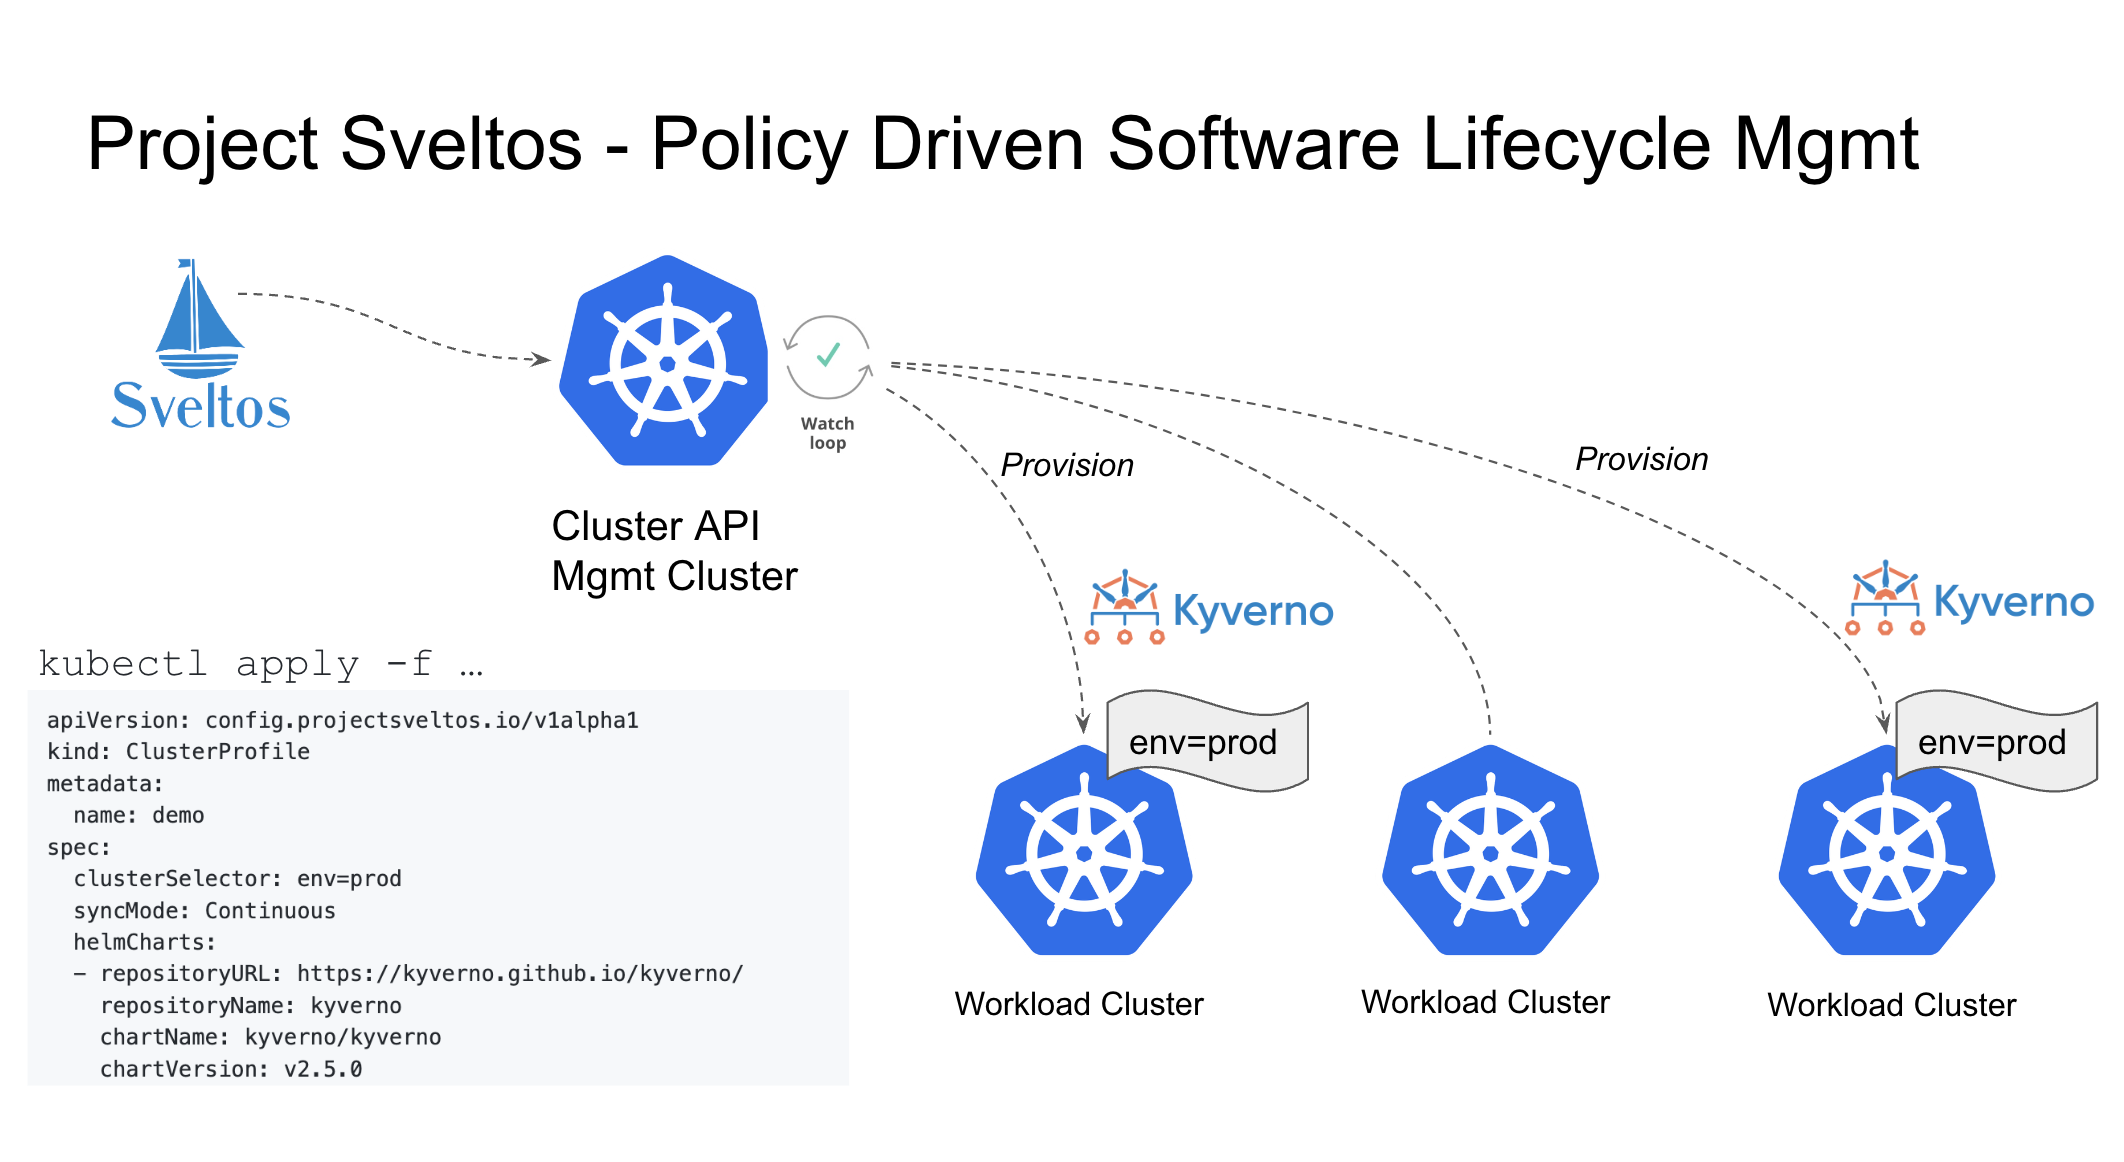 Project Sveltos - Policy Driven Software Lifecycle Mgmt
Sveltos
Watch
loop
Cluster API
Mgmt Cluster
Provision
Provision
Kyverno
Kyverno
kubectl apply -f …
apiVersion: config.projectsveltos.io/v1alpha1
kind: ClusterProfile
metadata:
  name: demo
spec:
  clusterSelector: env=prod
  syncMode: Continuous
  helmCharts:
  – repositoryURL: https://kyverno.github.io/kyverno/
    repositoryName: kyverno
    chartName: kyverno/kyverno
    chartVersion: v2.5.0
env=prod
env=prod
Workload Cluster
Workload Cluster
Workload Cluster